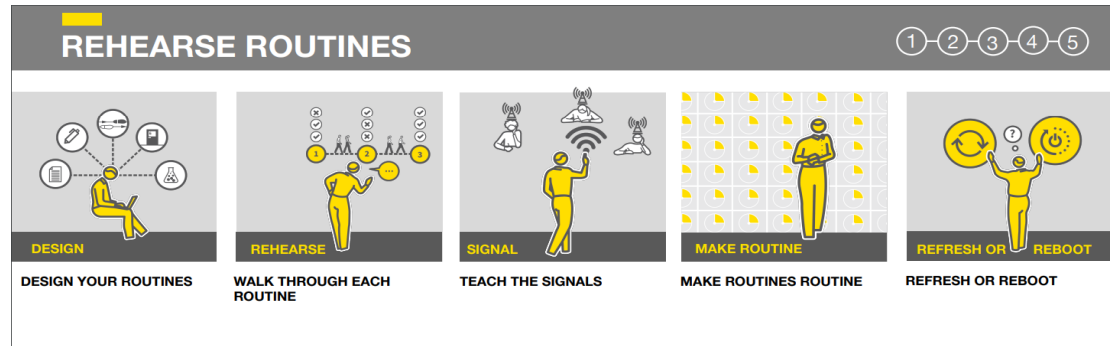 REHEARSE ROUTINES
1 2 3 4 5
1 2 3
...
?
DESIGN
REHEARSE
SIGNAL
MAKE ROUTINE
REFRESH OR REBOOT
DESIGN YOUR ROUTINES
WALK THROUGH EACH
ROUTINE
TEACH THE SIGNALS
MAKE ROUTINES ROUTINE
REFRESH OR REBOOT